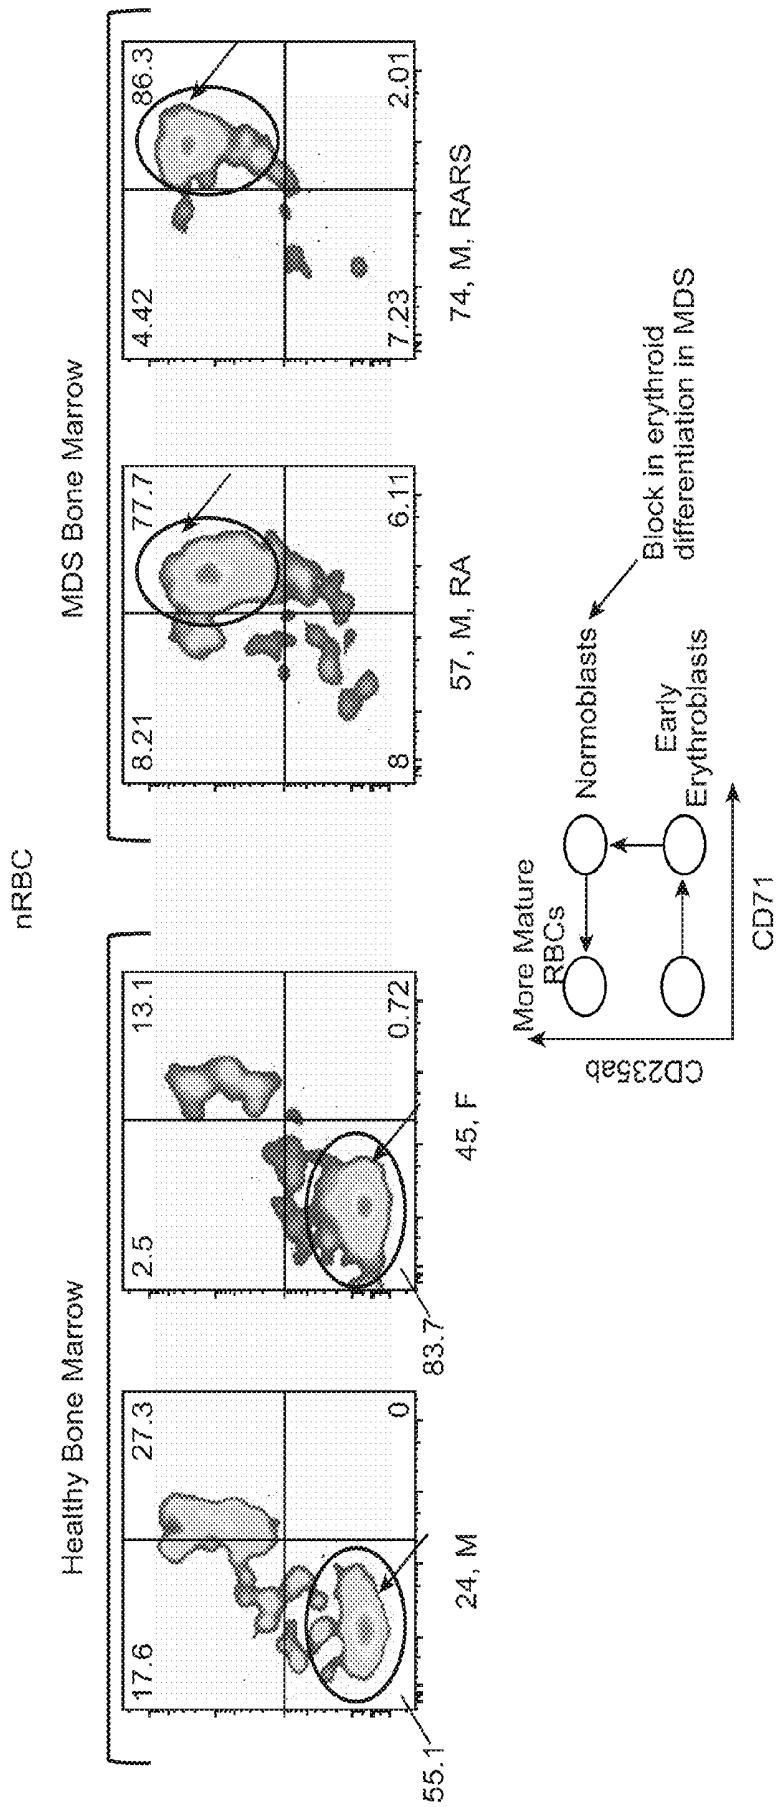 nRBC
Healthy Bone Marrow
MDS Bone Marrow
17.6
27.3
55.1
0
24, M
2.5
13.1
83.7
0.72
45, F
8.21
77.7
8
6.11
57, M, RA
4.42
86.3
7.23
2.01
74, M, RARS
More Mature
RBCs
Normoblasts
Early
Erythroblasts
Block in erythroid
differentiation in MDS
CD235ab
CD71